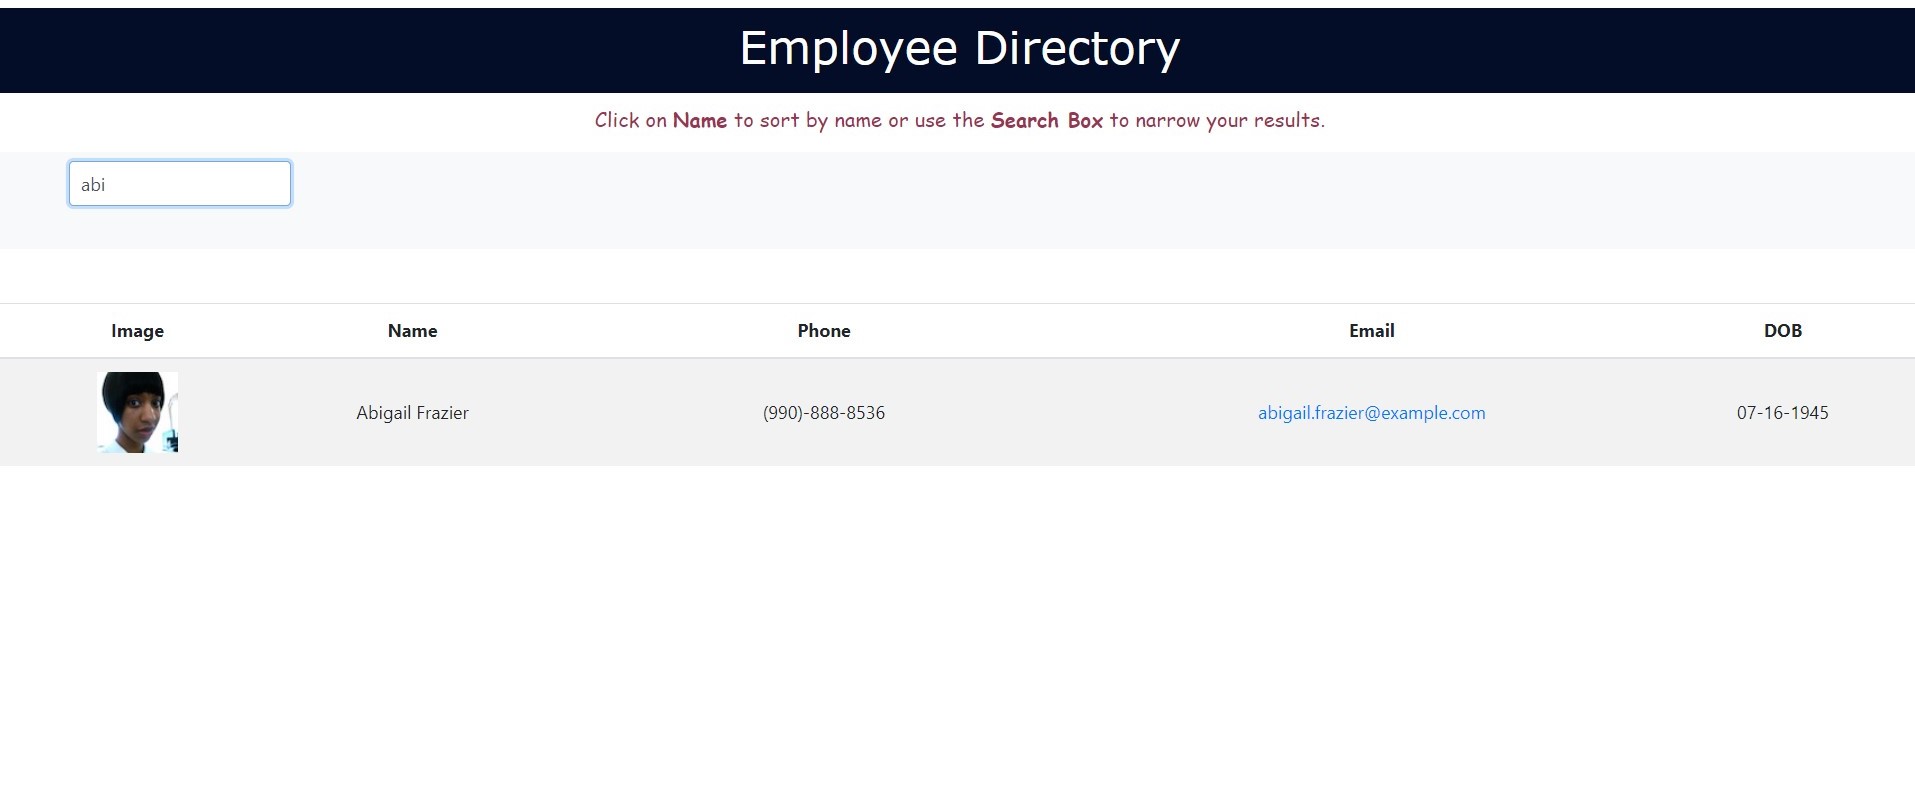 Employee Directory
Click on Name to sort by name or use the Search Box to narrow your results.
abi
Image Name Phone Email DOB
Abigail Frazier (990)-888-8536 abigail.frazier@example.com 07-16-1945